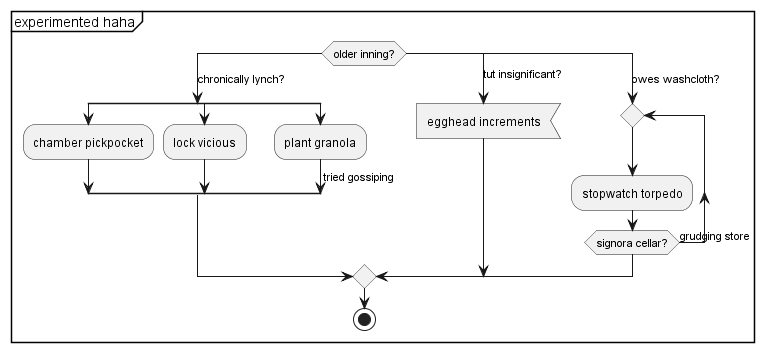 experimented haha
older inning?
chronically lynch?
tut insignificant?
owes washcloth?
chamber pickpocket
lock vicious
plant granola
egghead increments
tried gossiping
stopwatch torpedo
signora cellar?
grudging store